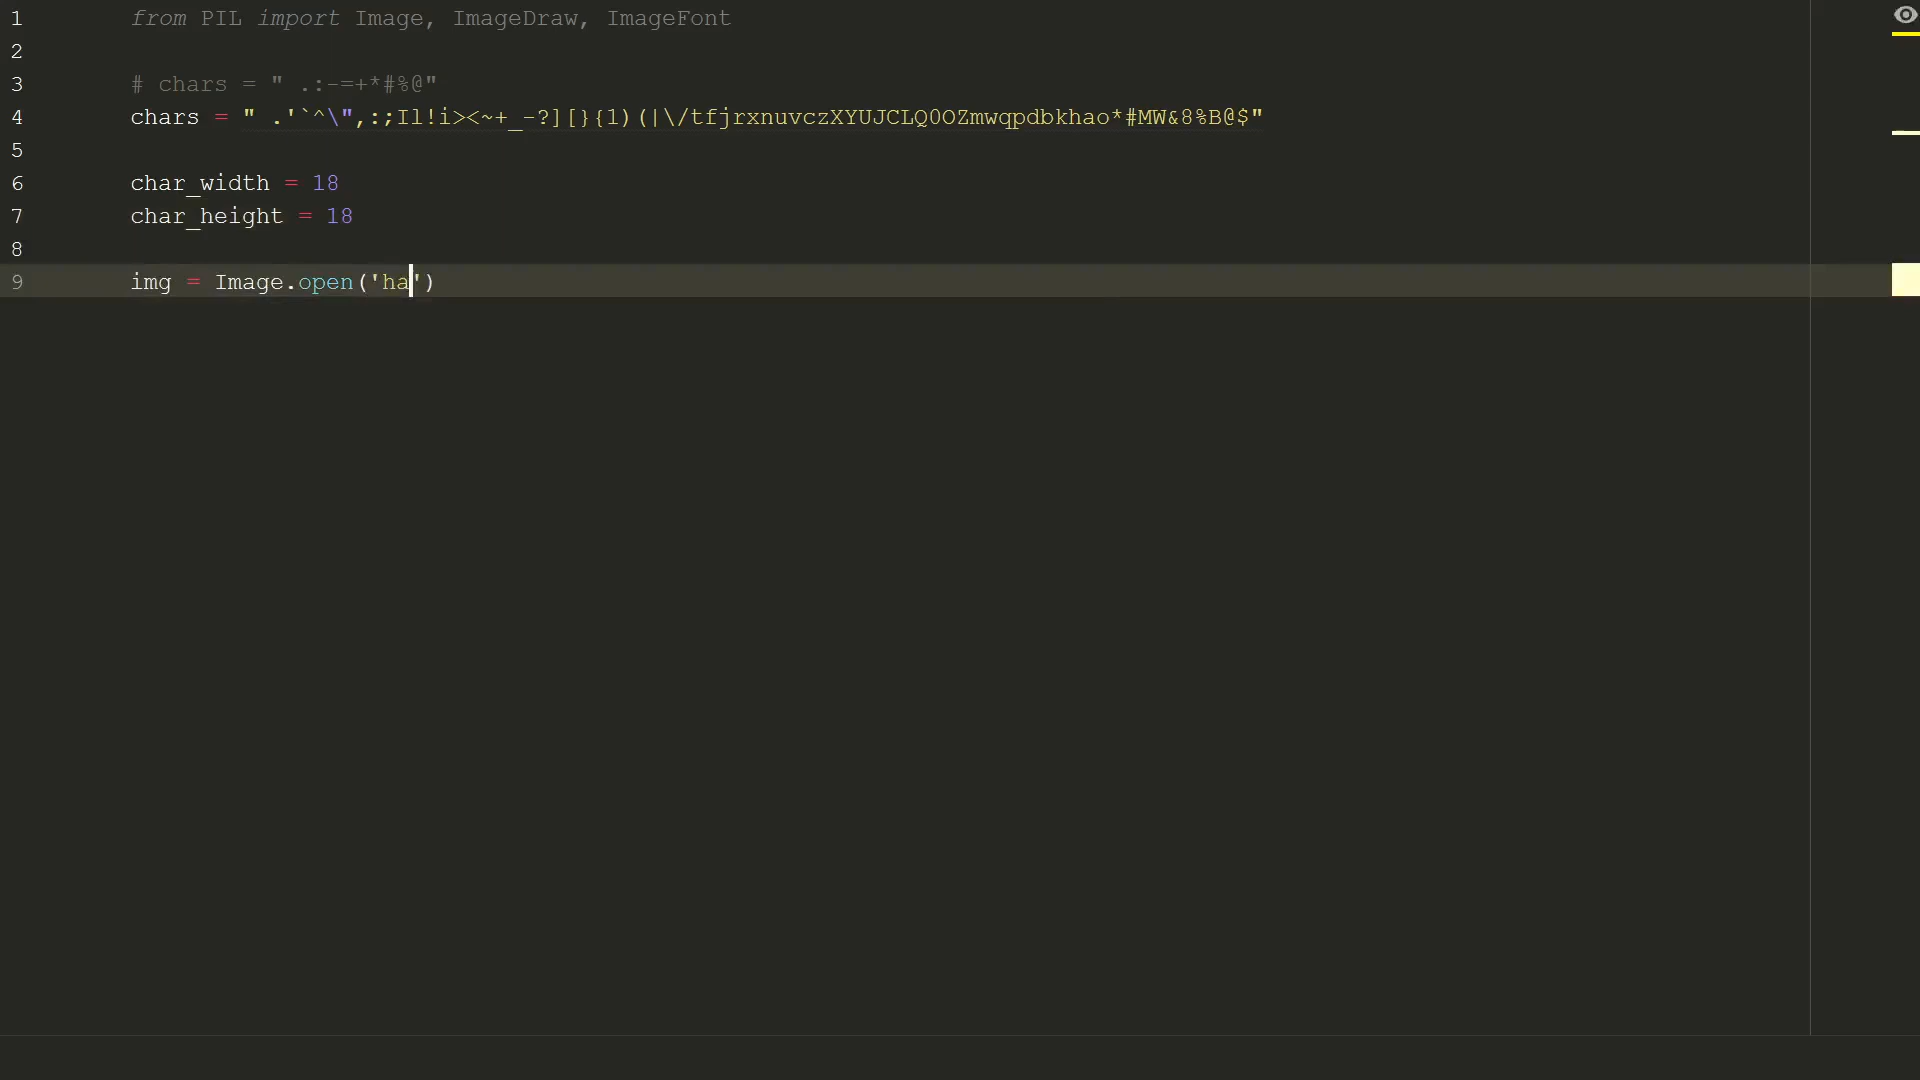 1 from PIL import Image, ImageDraw, ImageFont
2
3 # chars = " .:-=+*#%@"
4 chars = " .'`^\",:;Il!i><~+_-?][}{1)(|\/tfjrxnuvczXYUJCLQ0OZmwqpdbkhao*#MW&8%B@$"
5
6 char_width = 18
7 char_height = 18
8
9 img = Image.open('ha')